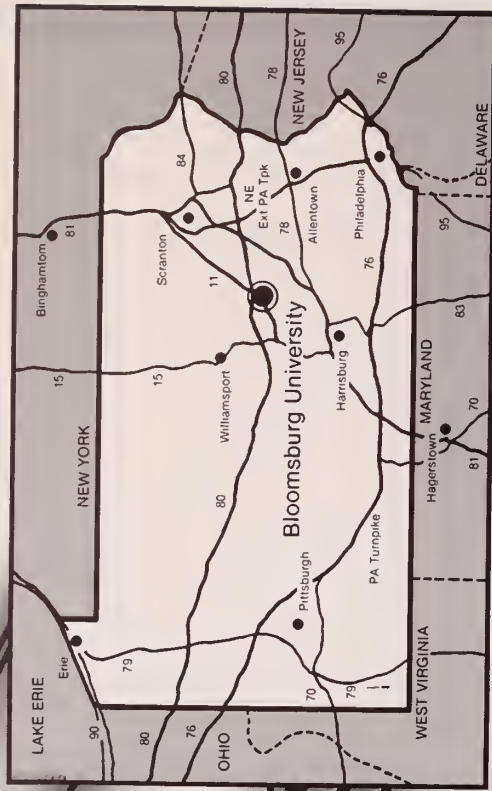 LAKE ERIE
NEW YORK
Binghamtom
81
15
90
Erie
79
80
76
OHIO
15
Williamsport
Scranton
84
11
80
NE
Ext PA Tpk
78
NEW JERSEY
95
76
Bloomsburg University
80
Allentown
78
Harrisburg
Philadelphia
76
Pittsburgh
PA Turnpike
70
79
WEST VIRGINIA
Hagerstown
81
70
MARYLAND
83
95
DELAWARE